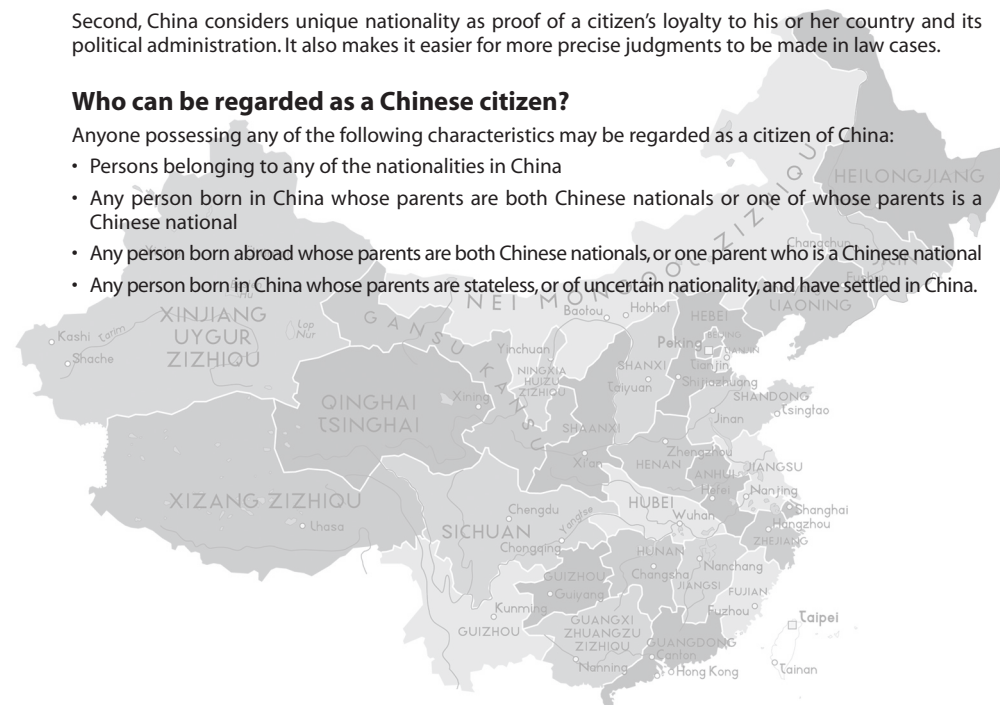 Second, China considers unique nationality as proof of a citizen's loyalty to his or her country and its
political administration. It also makes it easier for more precise judgments to be made in law cases.
Who can be regarded as a Chinese citizen?
Anyone possessing any of the following characteristics may be regarded as a citizen of China:
• Persons belonging to any of the nationalities in China
• Any person born in China whose parents are both Chinese nationals or one of whose parents is a
Chinese national
• Any person born abroad whose parents are both Chinese nationals, or one parent who is a Chinese national
• Any person born in China whose parents are stateless, or of uncertain nationality, and have settled in China.
HEILONGJIANG
Changchun
JILIN
LIAONING
NEI MONGOL ZIZHIQU
Baotou
Hohhot
HEBEI
BEIJING
Peking
TIANJIN
Tianjin
XINJIANG
UYGUR
ZIZHIQU
Kashi
Tarim
Shache
Lop
Nur
GANSU KANSU
Yinchuan
NINGXIA
HUIZU
ZIZHIQU
SHANXI
Taiyuan
Shijiazhuang
SHANDONG
Jinan
Tsingtao
QINGHAI
TSINGHAI
Xining
SHAANXI
Xi'an
Zhengzhou
HENAN
ANHUI
Hefei
JIANGSU
Nanjing
Shanghai
Hangzhou
ZHEJIANG
XIZANG ZIZHIQU
Lhasa
SICHUAN
Chengdu
Yangtse
Chongqing
HUBEI
Wuhan
HUNAN
Changsha
Nanchang
JIANGSI
FUJIAN
Fuzhou
GUIZHOU
Guiyang
Kunming
GUIZHOU
GUANGXI
ZHUANGZU
ZIZHIQU
Nanning
GUANGDONG
Canton
Hong Kong
Taipei
Tainan